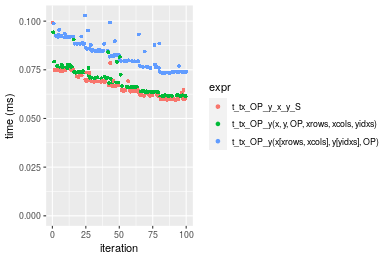 0.100
0.075
0.050
0.025
0.000
time (ms)
0
25
50
75
100
iteration
expr
t_tx_OP_y_x_y_S
t_tx_OP_y(x, y, OP, xrows, xcols, yidxs)
t_tx_OP_y(x[xrows, xcols], y[yidxs], OP)